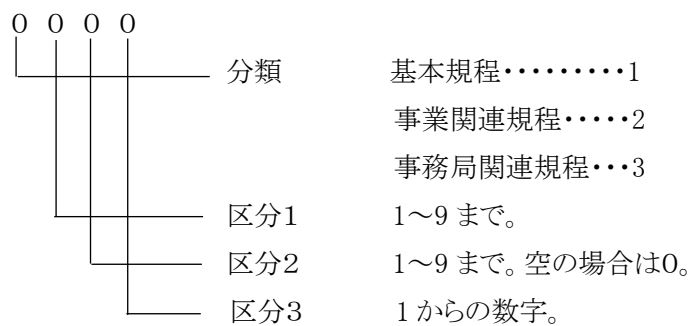 0 0 0 0
分類 基本規程・・・・・・・・・1
事業関連規程・・・・・2
事務局関連規程・・・3
区分1 1～9 まで。
区分2 1～9 まで。空の場合は0。
区分3 1 からの数字。